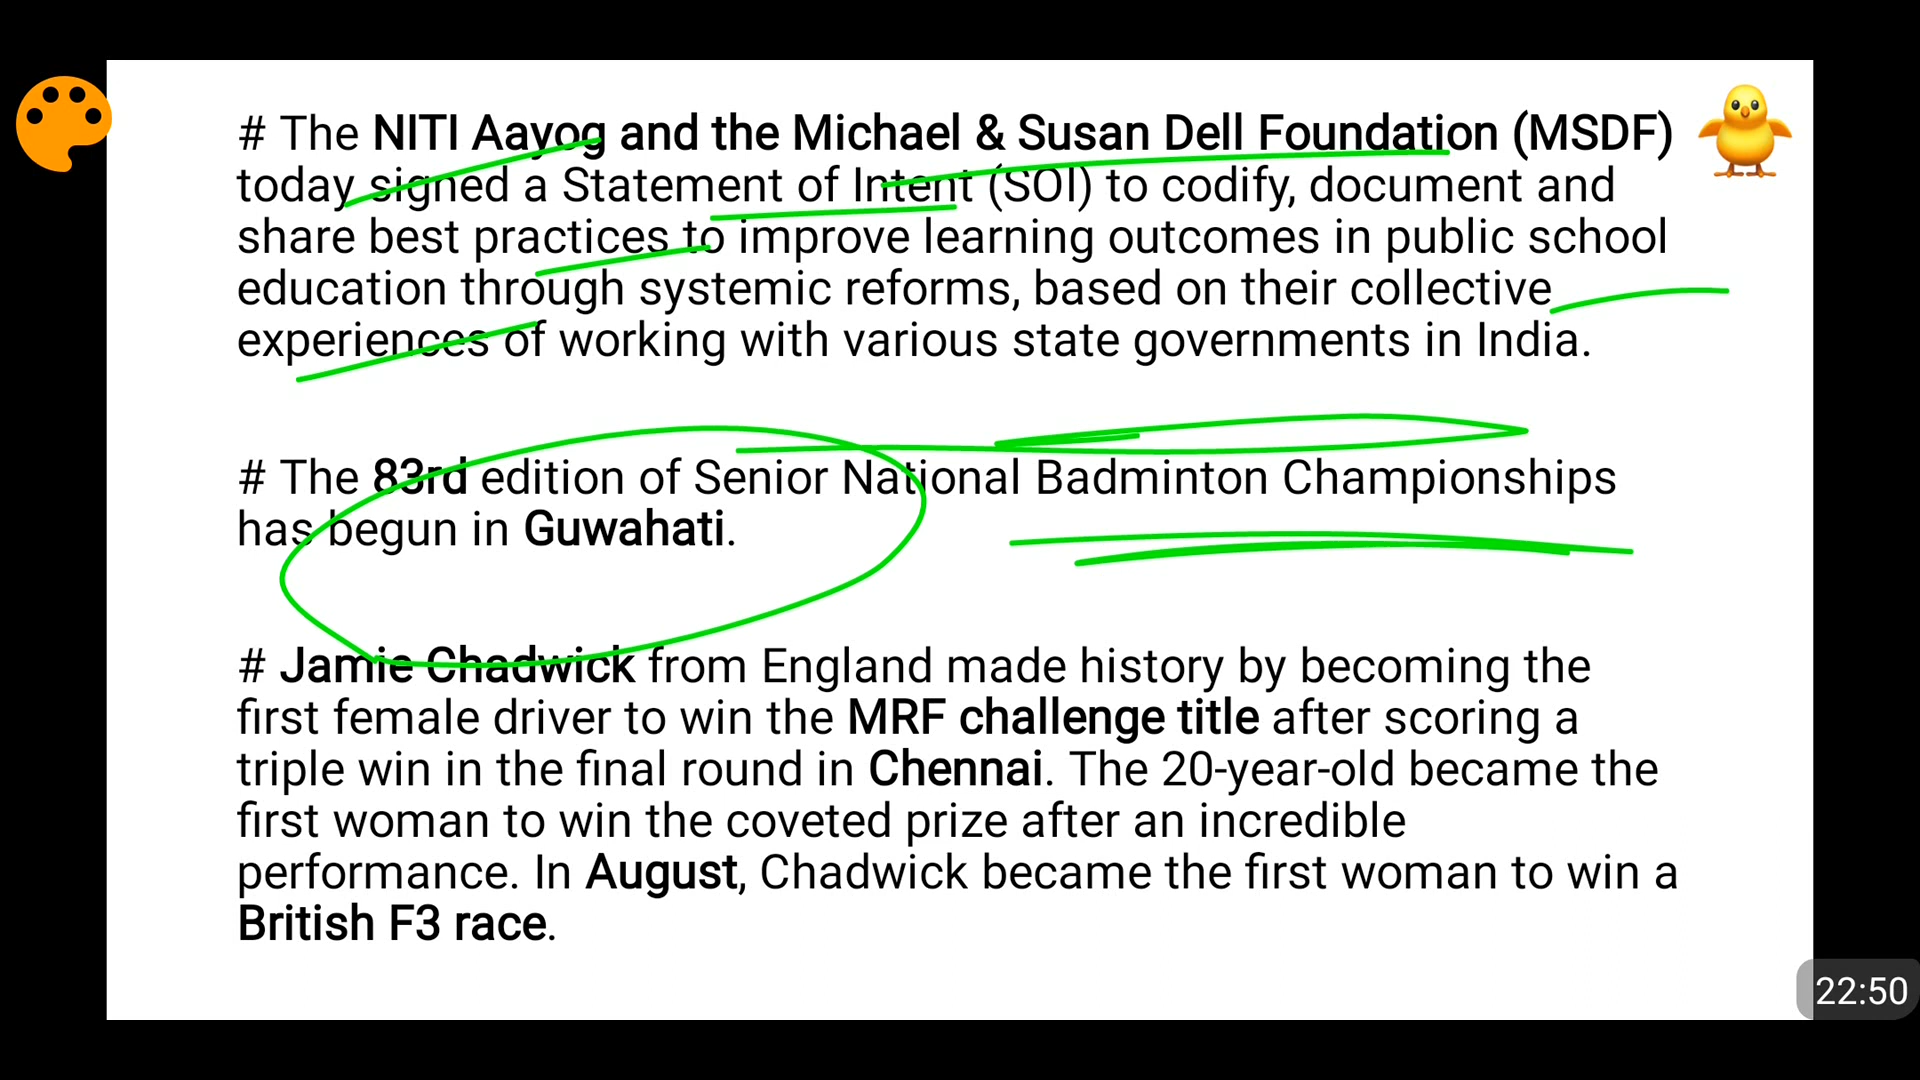 # The NITI Aayog and the Michael & Susan Dell Foundation (MSDF)
today signed a Statement of Intent (SOI) to codify, document and
share best practices to improve learning outcomes in public school
education through systemic reforms, based on their collective
experiences of working with various state governments in India.
# The 83rd edition of Senior National Badminton Championships
has begun in Guwahati.
# Jamie Chadwick from England made history by becoming the
first female driver to win the MRF challenge title after scoring a
triple win in the final round in Chennai. The 20-year-old became the
first woman to win the coveted prize after an incredible
performance. In August, Chadwick became the first woman to win a
British F3 race.
22:50